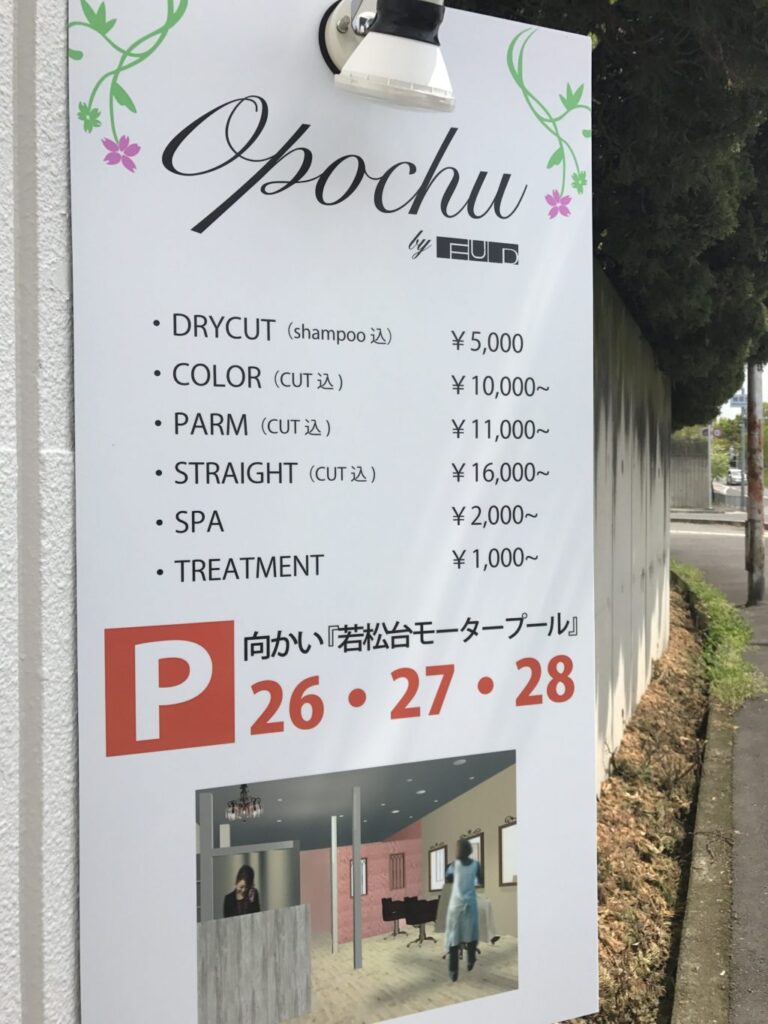 Opochu
by FUD
・DRYCUT（shampoo 込） ￥5,000
・COLOR（CUT 込） ￥10,000~
・PARM（CUT 込） ￥11,000~
・STRAIGHT（CUT 込） ￥16,000~
・SPA ￥2,000~
・TREATMENT ￥1,000~
P 向かい『若松台モータープール』
26・27・28